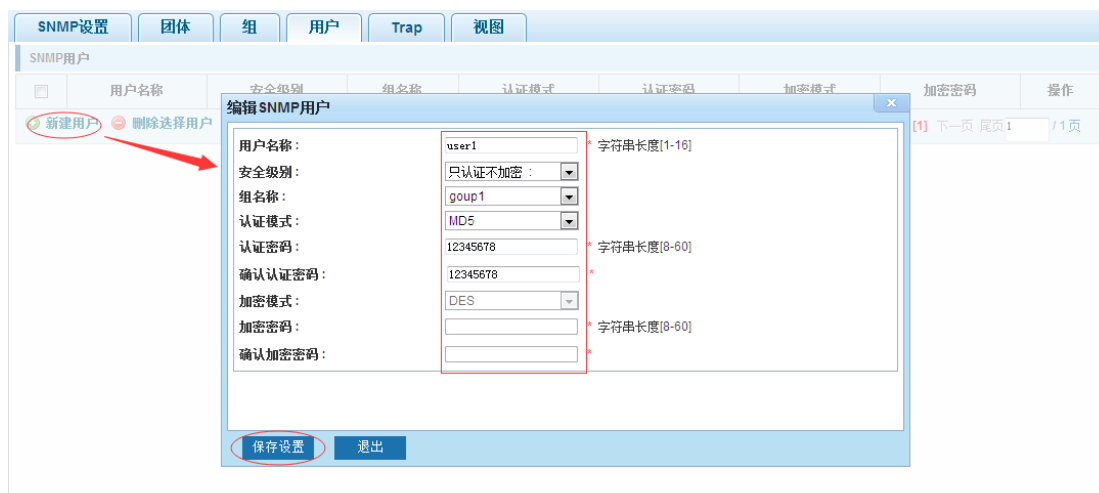 SNMP设置 团体 组 用户 Trap 视图
SNMP用户
用户名称 安全级别 组名称 认证模式 认证密码 加密模式 加密密码 操作
新建用户 删除选择用户 [1] 下一页 尾页 1 /1页
编辑SNMP用户
用户名称： user1 * 字符串长度[1-16]
安全级别： 只认证不加密：
组名称： goup1
认证模式： MD5
认证密码： 12345678 * 字符串长度[8-60]
确认认证密码： 12345678 *
加密模式： DES
加密密码： * 字符串长度[8-60]
确认加密密码： *
保存设置 退出